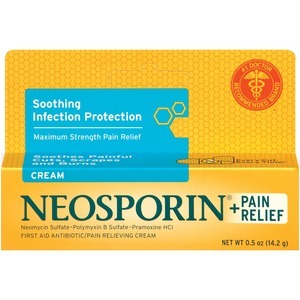 #1 DOCTOR
RECOMMENDED BRAND
Soothing
Infection Protection
Maximum Strength Pain Relief
Soothes Painful
Cuts, Scrapes
and Burns
CREAM
NEOSPORIN® + PAIN
RELIEF
Neomycin Sulfate-Polymyxin B Sulfate-Pramoxine HCl
FIRST AID ANTIBIOTIC/PAIN RELIEVING CREAM
NET WT 0.5 oz (14.2 g)